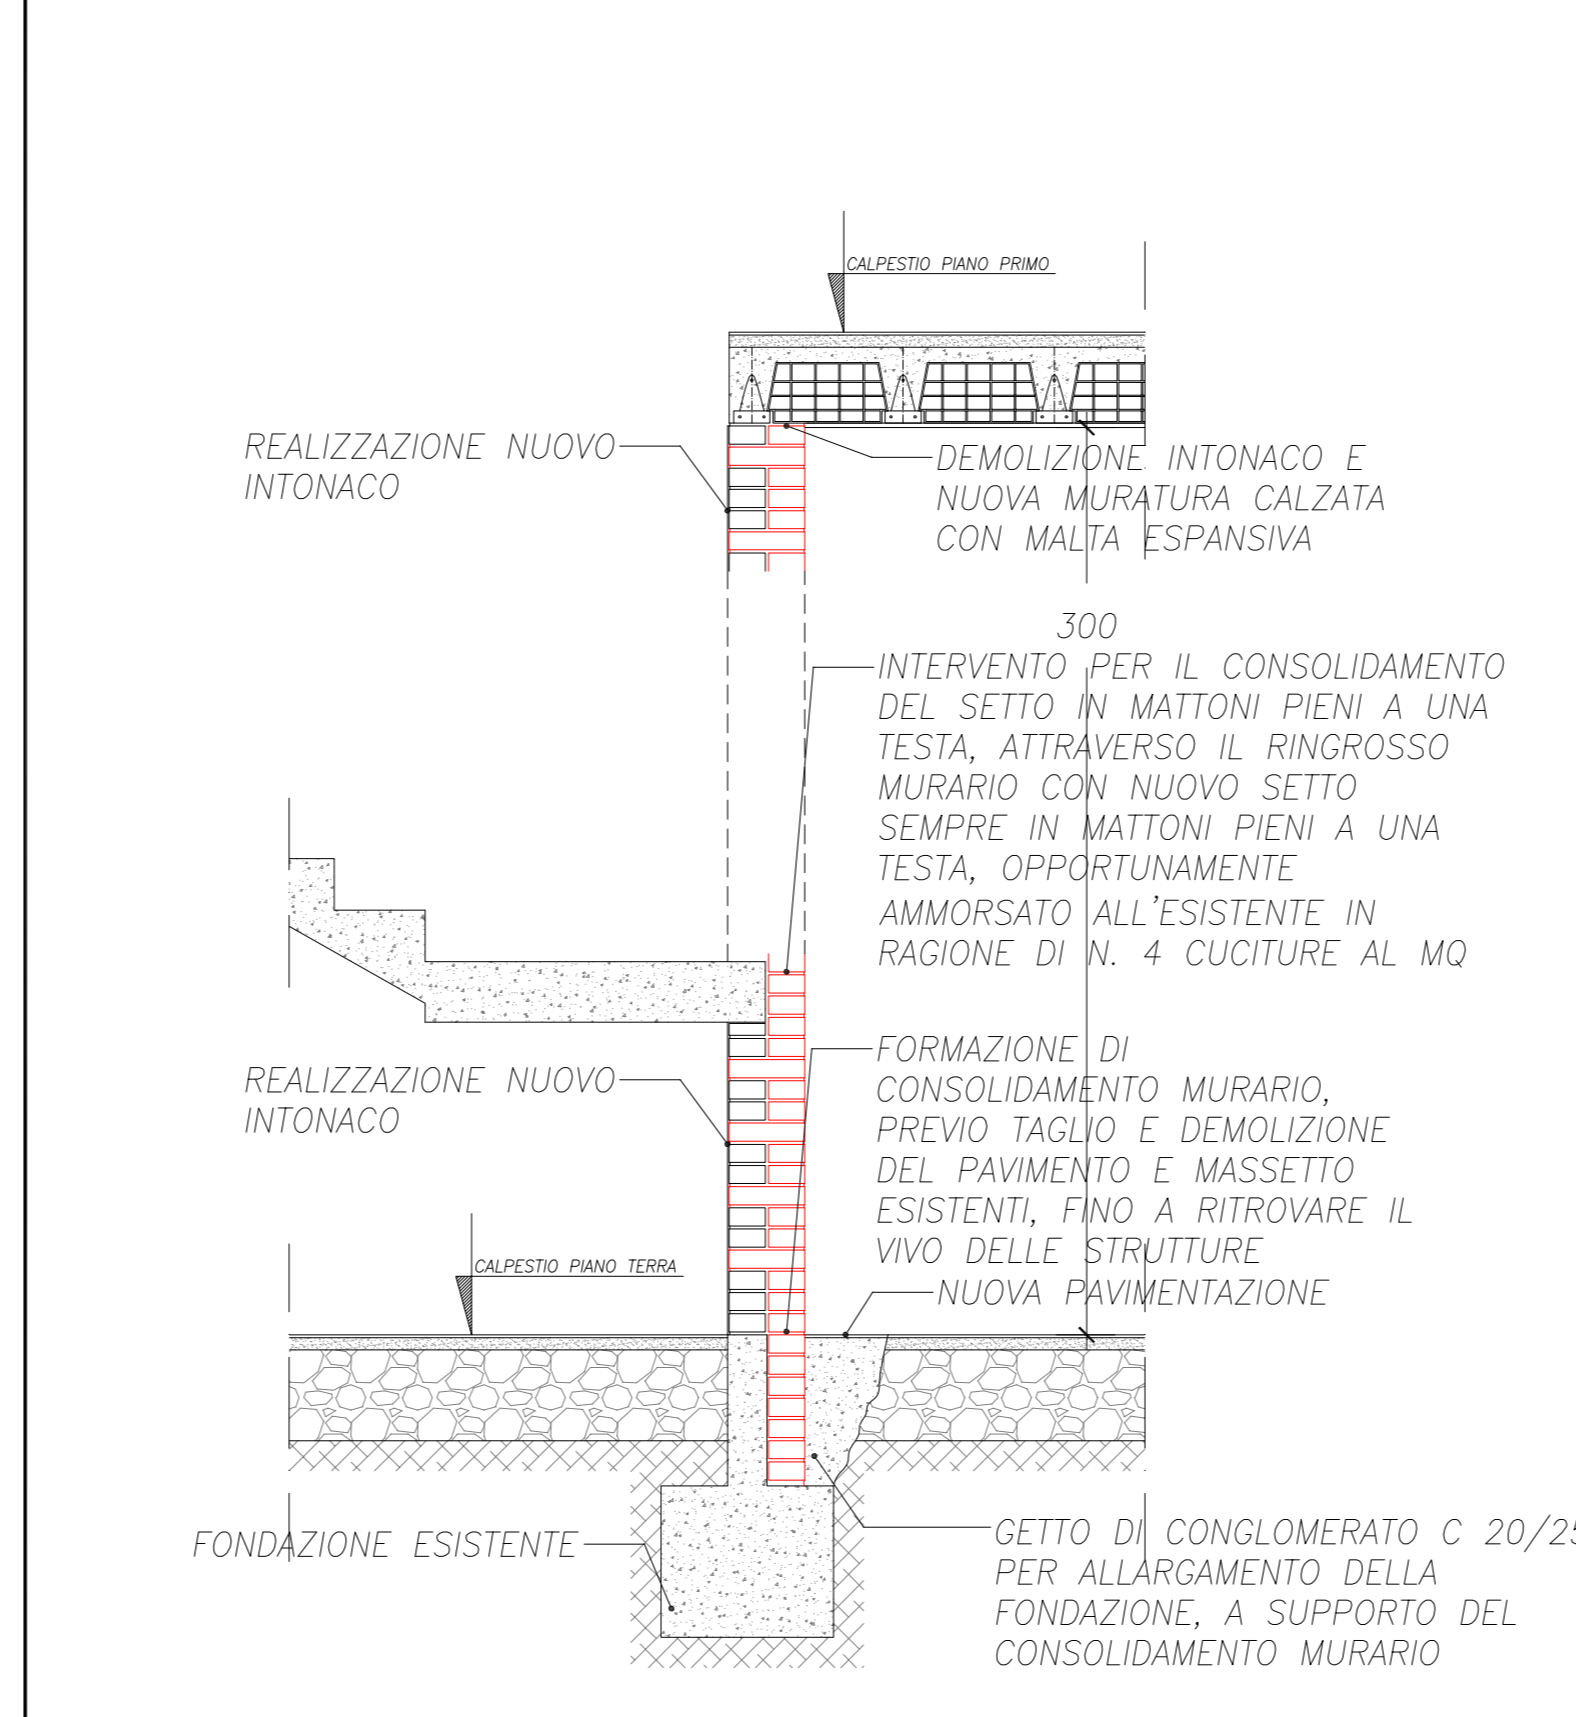 CALPESTIO PIANO PRIMO
REALIZZAZIONE NUOVO
INTONACO
DEMOLIZIONE INTONACO E
NUOVA MURATURA CALZATA
CON MALTA ESPANSIVA
300
INTERVENTO PER IL CONSOLIDAMENTO
DEL SETTO IN MATTONI PIENI A UNA
TESTA, ATTRAVERSO IL RINGROSSO
MURARIO CON NUOVO SETTO
SEMPRE IN MATTONI PIENI A UNA
TESTA, OPPORTUNAMENTE
AMMORSATO ALL'ESISTENTE IN
RAGIONE DI N. 4 CUCITURE AL MQ
REALIZZAZIONE NUOVO
INTONACO
FORMAZIONE DI
CONSOLIDAMENTO MURARIO,
PREVIO TAGLIO E DEMOLIZIONE
DEL PAVIMENTO E MASSETTO
ESISTENTI, FINO A RITROVARE IL
VIVO DELLE STRUTTURE
CALPESTIO PIANO TERRA
NUOVA PAVIMENTAZIONE
FONDAZIONE ESISTENTE
GETTO DI CONGLOMERATO C 20/25
PER ALLARGAMENTO DELLA
FONDAZIONE, A SUPPORTO DEL
CONSOLIDAMENTO MURARIO